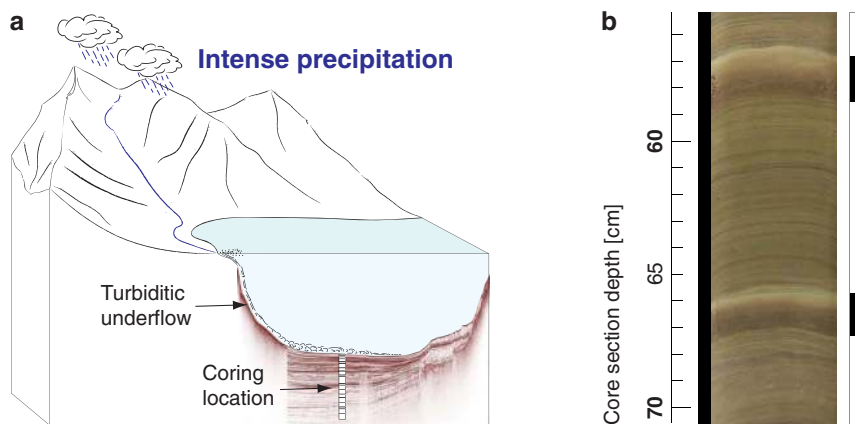 a
Intense precipitation
Turbiditic
underflow
Coring
location
b
Core section depth [cm]
60
65
70